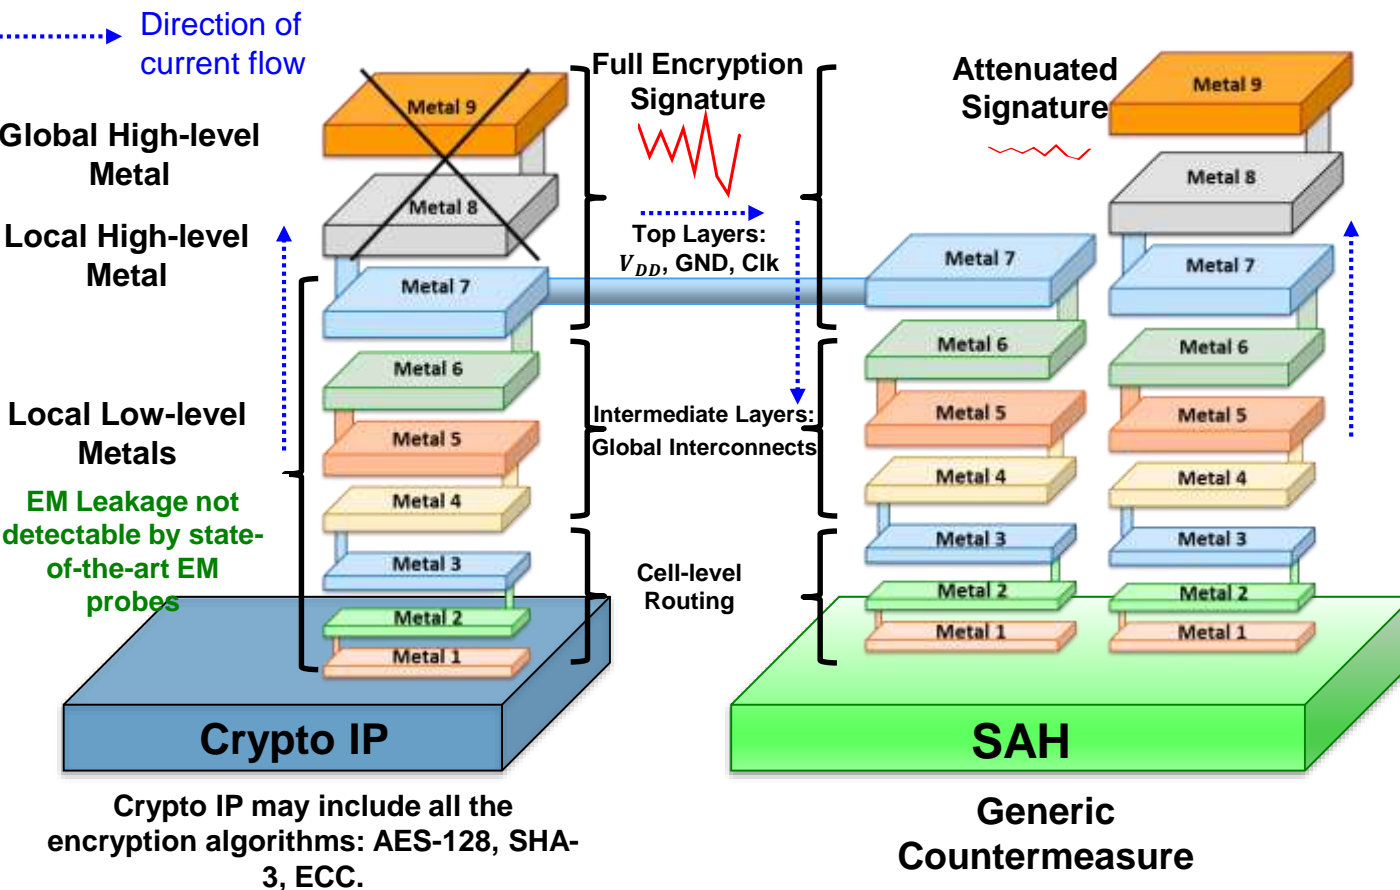 Direction of
current flow
Global High-level
Metal
Local High-level
Metal
Local Low-level
Metals
EM Leakage not
detectable by state-
of-the-art EM
probes
Metal 9
Metal 8
Metal 7
Metal 6
Metal 5
Metal 4
Metal 3
Metal 2
Metal 1
Crypto IP
Crypto IP may include all the
encryption algorithms: AES-128, SHA-
3, ECC.
Full Encryption
Signature
Top Layers:
V_DD, GND, Clk
Intermediate Layers:
Global Interconnects
Cell-level
Routing
Attenuated
Signature
Metal 7
Metal 6
Metal 5
Metal 4
Metal 3
Metal 2
Metal 1
Metal 9
Metal 8
Metal 7
Metal 6
Metal 5
Metal 4
Metal 3
Metal 2
Metal 1
SAH
Generic
Countermeasure